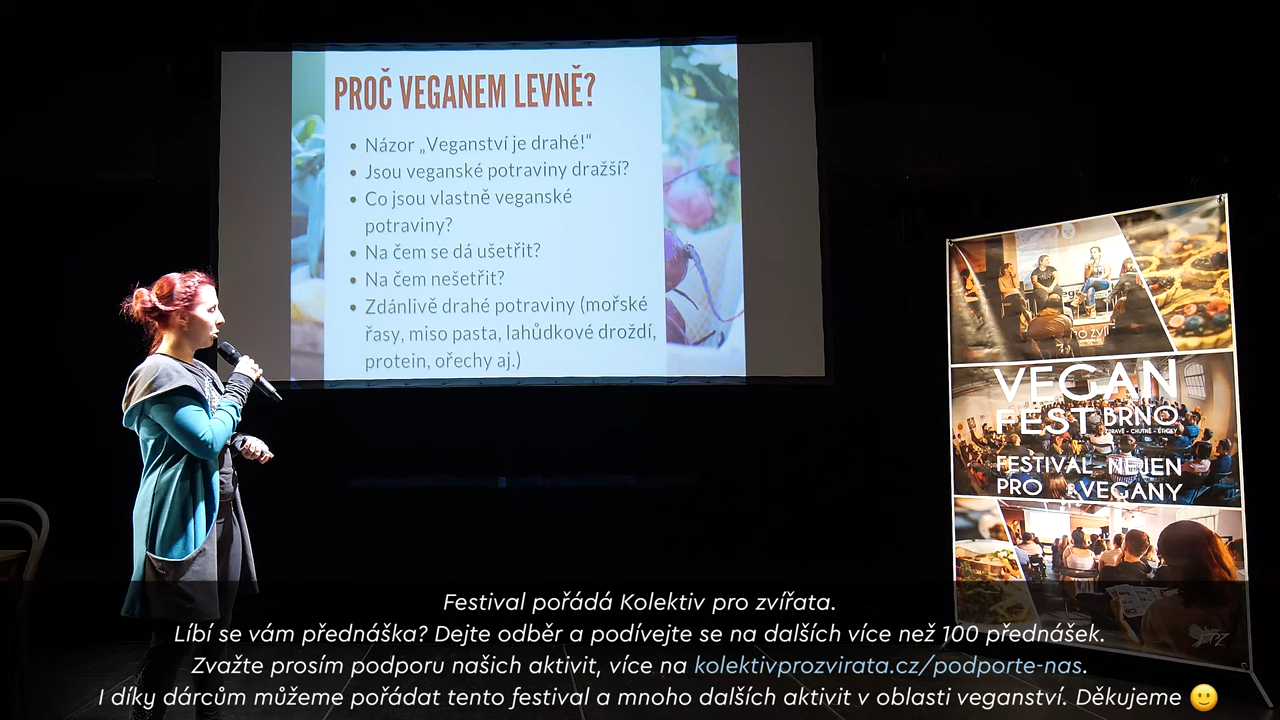 PROČ VEGANEM LEVNĚ?
• Názor „Veganství je drahé!“
• Jsou veganské potraviny dražší?
• Co jsou vlastně veganské
potraviny?
• Na čem se dá ušetřit?
• Na čem nešetřit?
• Zdánlivě drahé potraviny (mořské
řasy, miso pasta, lahůdkové droždí,
protein, ořechy aj.)
VEGAN
FEST BRNO
ZDRAVĚ - CHUTNĚ - ETICKY
FESTIVAL NEJEN
PRO VEGANY
Festival pořádá Kolektiv pro zvířata.
Líbí se vám přednáška? Dejte odběr a podívejte se na dalších více než 100 přednášek.
Zvažte prosím podporu našich aktivit, více na kolektivprozvirata.cz/podporte-nas.
I díky dárcům můžeme pořádat tento festival a mnoho dalších aktivit v oblasti veganství. Děkujeme 🙂